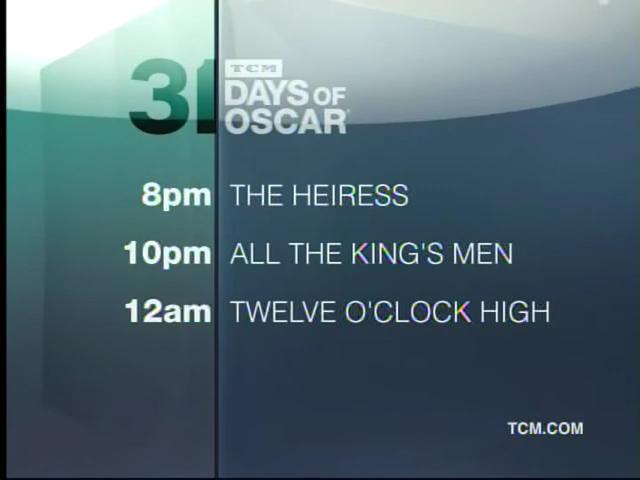 31
TCM
DAYS OF
OSCAR
8pm THE HEIRESS
10pm ALL THE KING'S MEN
12am TWELVE O'CLOCK HIGH
TCM.COM